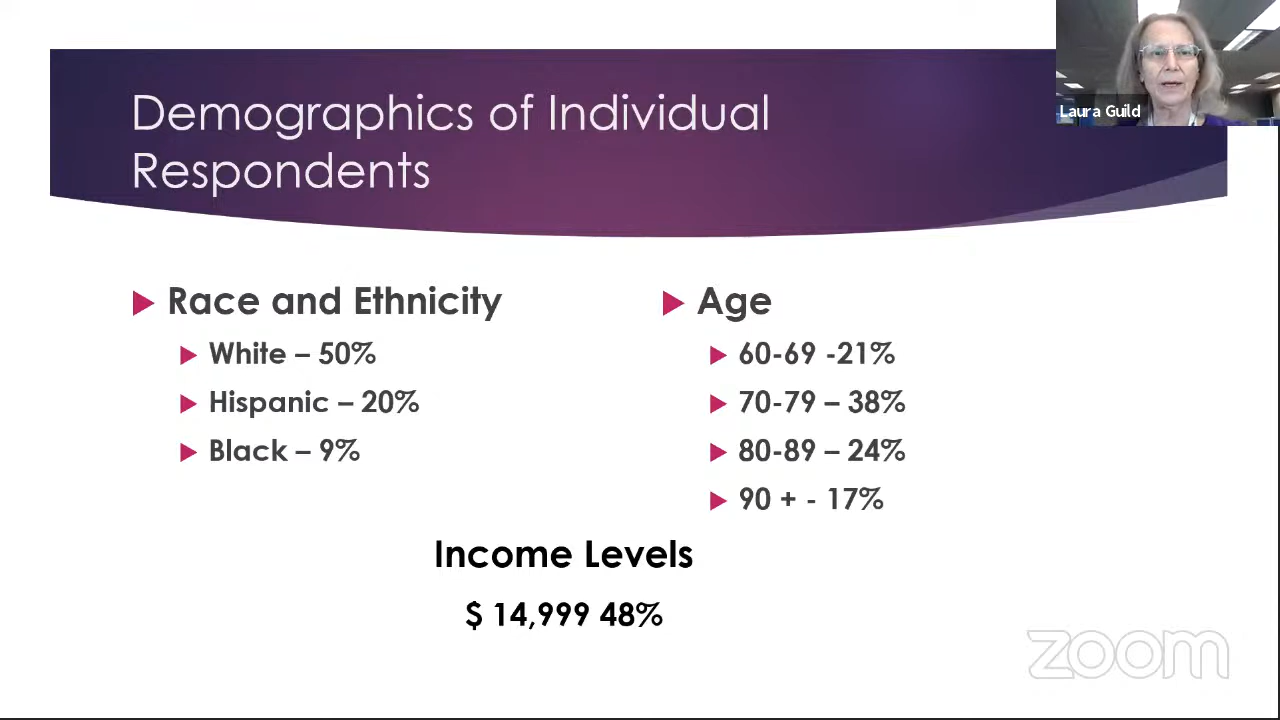 Demographics of Individual
Respondents
Laura Guild
Race and Ethnicity
White – 50%
Hispanic – 20%
Black – 9%
Age
60-69 -21%
70-79 – 38%
80-89 – 24%
90 + - 17%
Income Levels
$ 14,999 48%
zoom